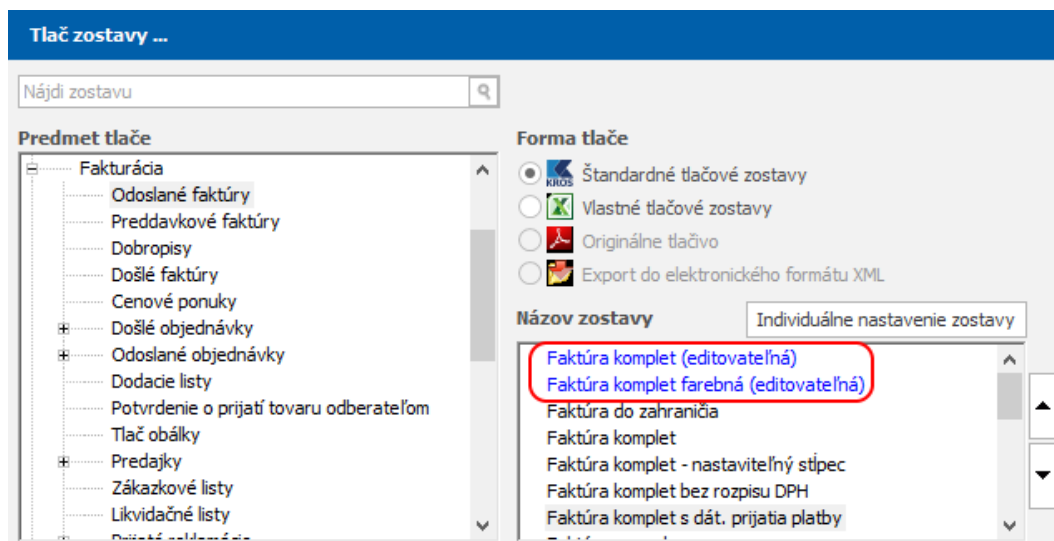 Tlač zostavy ...
Nájdi zostavu
Predmet tlače
Fakturácia
Odoslané faktúry
Preddavkové faktúry
Dobropisy
Došlé faktúry
Cenové ponuky
Došlé objednávky
Odoslané objednávky
Dodacie listy
Potvrdenie o prijatí tovaru odberateľom
Tlač obálky
Predajky
Zákazkové listy
Likvidačné listy
Forma tlače
KROS Štandardné tlačové zostavy
Vlastné tlačové zostavy
Originálne tlačivo
Export do elektronického formátu XML
Názov zostavy
Individuálne nastavenie zostavy
Faktúra komplet (editovateľná)
Faktúra komplet farebná (editovateľná)
Faktúra do zahraničia
Faktúra komplet
Faktúra komplet - nastaviteľný stĺpec
Faktúra komplet bez rozpisu DPH
Faktúra komplet s dát. prijatia platby